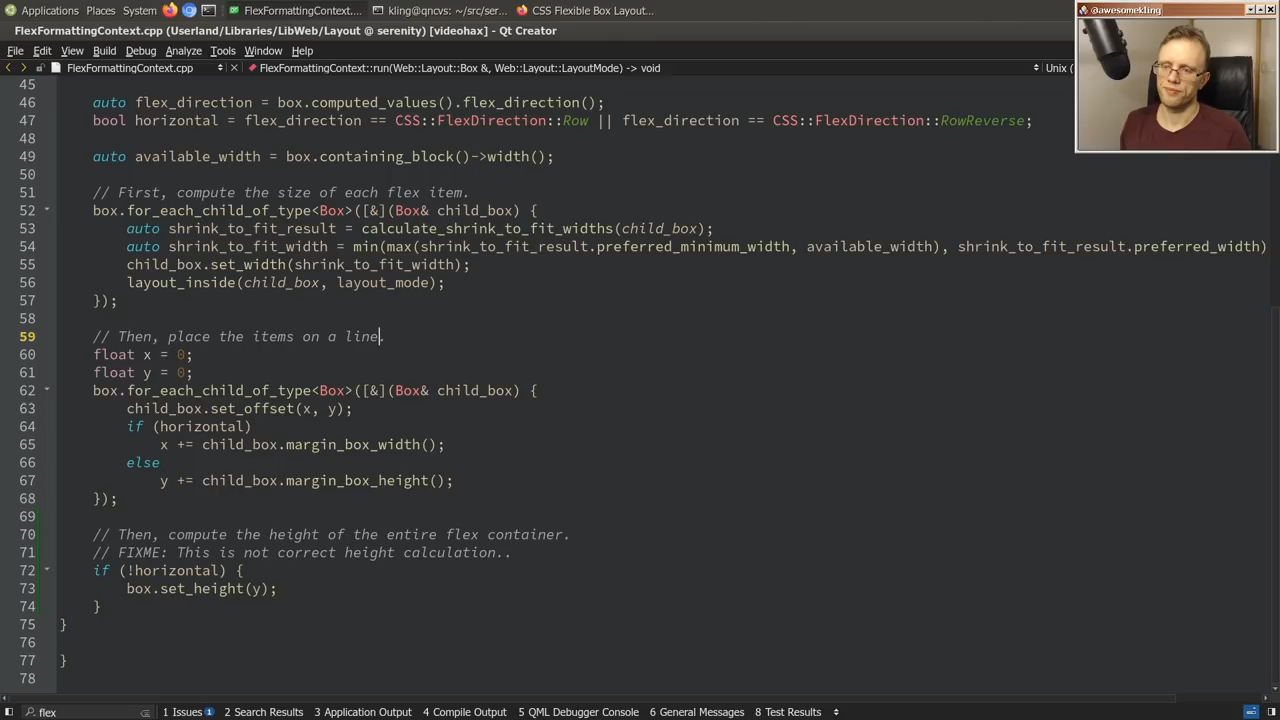 Applications Places System FlexFormattingContext.... kling@qncvs: ~/src/ser... CSS Flexible Box Layout...
@awesomekling
FlexFormattingContext.cpp (Userland/Libraries/LibWeb/Layout @ serenity) [videohax] - Qt Creator
File Edit View Build Debug Analyze Tools Window Help
FlexFormattingContext.cpp FlexFormattingContext::run(Web::Layout::Box &, Web::Layout::LayoutMode) -> void Unix (
45
46 auto flex_direction = box.computed_values().flex_direction();
47 bool horizontal = flex_direction == CSS::FlexDirection::Row || flex_direction == CSS::FlexDirection::RowReverse;
48
49 auto available_width = box.containing_block()->width();
50
51 // First, compute the size of each flex item.
52 box.for_each_child_of_type<Box>([&](Box& child_box) {
53 auto shrink_to_fit_result = calculate_shrink_to_fit_widths(child_box);
54 auto shrink_to_fit_width = min(max(shrink_to_fit_result.preferred_minimum_width, available_width), shrink_to_fit_result.preferred_width)
55 child_box.set_width(shrink_to_fit_width);
56 layout_inside(child_box, layout_mode);
57 });
58
59 // Then, place the items on a line.
60 float x = 0;
61 float y = 0;
62 box.for_each_child_of_type<Box>([&](Box& child_box) {
63 child_box.set_offset(x, y);
64 if (horizontal)
65 x += child_box.margin_box_width();
66 else
67 y += child_box.margin_box_height();
68 });
69
70 // Then, compute the height of the entire flex container.
71 // FIXME: This is not correct height calculation..
72 if (!horizontal) {
73 box.set_height(y);
74 }
75 }
76
77 }
78
flex 1 Issues 1 2 Search Results 3 Application Output 4 Compile Output 5 QML Debugger Console 6 General Messages 8 Test Results